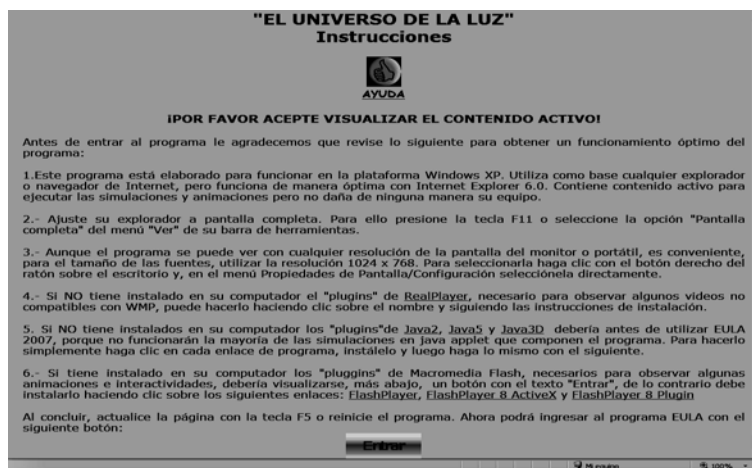 "EL UNIVERSO DE LA LUZ"
Instrucciones
AYUDA
¡POR FAVOR ACEPTE VISUALIZAR EL CONTENIDO ACTIVO!
Antes de entrar al programa le agradecemos que revise lo siguiente para obtener un funcionamiento óptimo del
programa:
1.Este programa está elaborado para funcionar en la plataforma Windows XP. Utiliza como base cualquier explorador
o navegador de Internet, pero funciona de manera óptima con Internet Explorer 6.0. Contiene contenido activo para
ejecutar las simulaciones y animaciones pero no daña de ninguna manera su equipo.
2.- Ajuste su explorador a pantalla completa. Para ello presione la tecla F11 o seleccione la opción "Pantalla
completa" del menú "Ver" de su barra de herramientas.
3.- Aunque el programa se puede ver con cualquier resolución de la pantalla del monitor o portátil, es conveniente,
para el tamaño de las fuentes, utilizar la resolución 1024 x 768. Para seleccionarla haga clic con el botón derecho del
ratón sobre el escritorio y, en el menú Propiedades de Pantalla/Configuración selecciónela directamente.
4.- Si NO tiene instalado en su computador el "plugins" de RealPlayer, necesario para observar algunos videos no
compatibles con WMP, puede hacerlo haciendo clic sobre el nombre y siguiendo las instrucciones de instalación.
5. Si NO tiene instalados en su computador los "plugins"de Java2, Java5 y Java3D debería antes de utilizar EULA
2007, porque no funcionarán la mayoría de las simulaciones en java applet que componen el programa. Para hacerlo
simplemente haga clic en cada enlace de programa, instálelo y luego haga lo mismo con el siguiente.
6.- Si tiene instalado en su computador los "pluggins" de Macromedia Flash, necesarios para observar algunas
animaciones e interactividades, debería visualizarse, más abajo, un botón con el texto "Entrar", de lo contrario debe
instalarlo haciendo clic sobre los siguientes enlaces: FlashPlayer, FlashPlayer 8 ActiveX y FlashPlayer 8 Plugin
Al concluir, actualice la página con la tecla F5 o reinicie el programa. Ahora podrá ingresar al programa EULA con el
siguiente botón:
Entrar
Mi equipo 100%